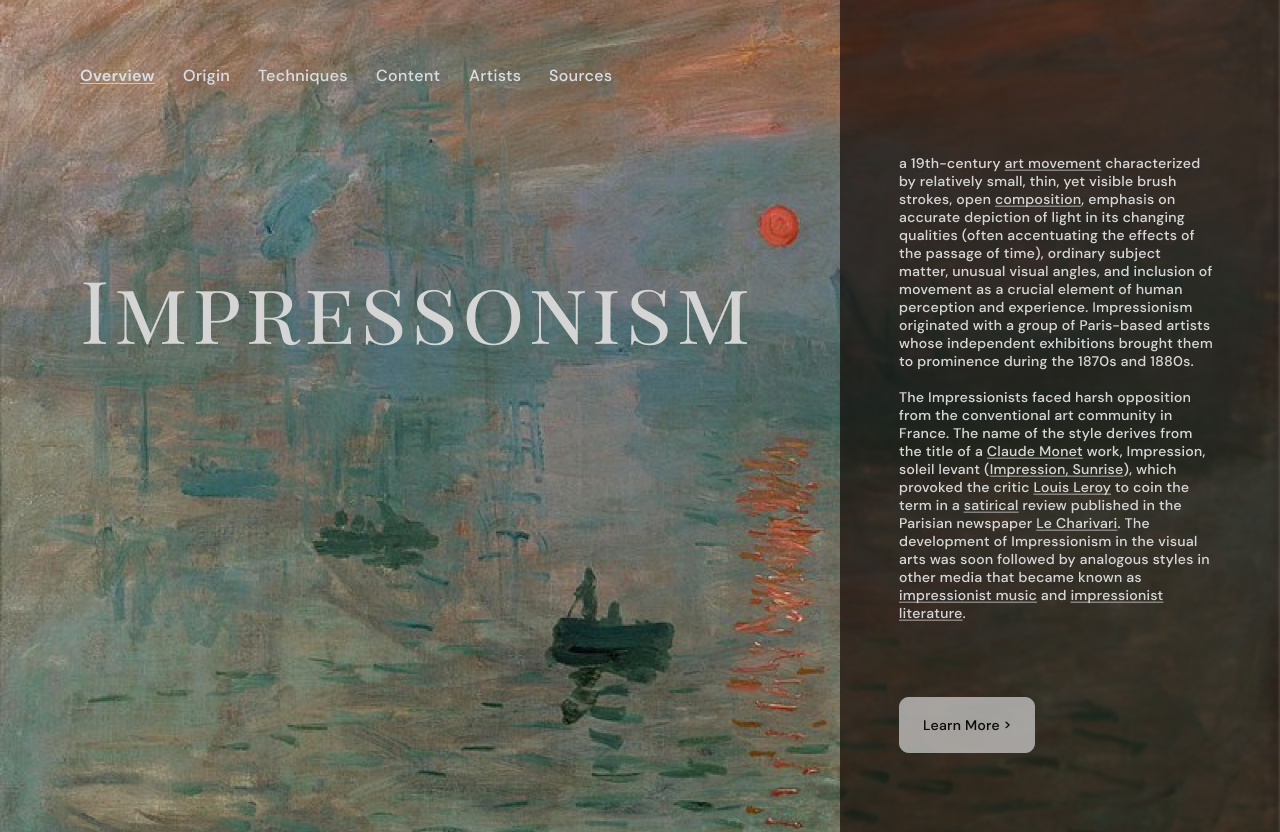 Overview Origin Techniques Content Artists Sources
IMPRESSONISM
a 19th-century art movement characterized
by relatively small, thin, yet visible brush
strokes, open composition, emphasis on
accurate depiction of light in its changing
qualities (often accentuating the effects of
the passage of time), ordinary subject
matter, unusual visual angles, and inclusion of
movement as a crucial element of human
perception and experience. Impressionism
originated with a group of Paris-based artists
whose independent exhibitions brought them
to prominence during the 1870s and 1880s.
The Impressionists faced harsh opposition
from the conventional art community in
France. The name of the style derives from
the title of a Claude Monet work, Impression,
soleil levant (Impression, Sunrise), which
provoked the critic Louis Leroy to coin the
term in a satirical review published in the
Parisian newspaper Le Charivari. The
development of Impressionism in the visual
arts was soon followed by analogous styles in
other media that became known as
impressionist music and impressionist
literature.
Learn More >